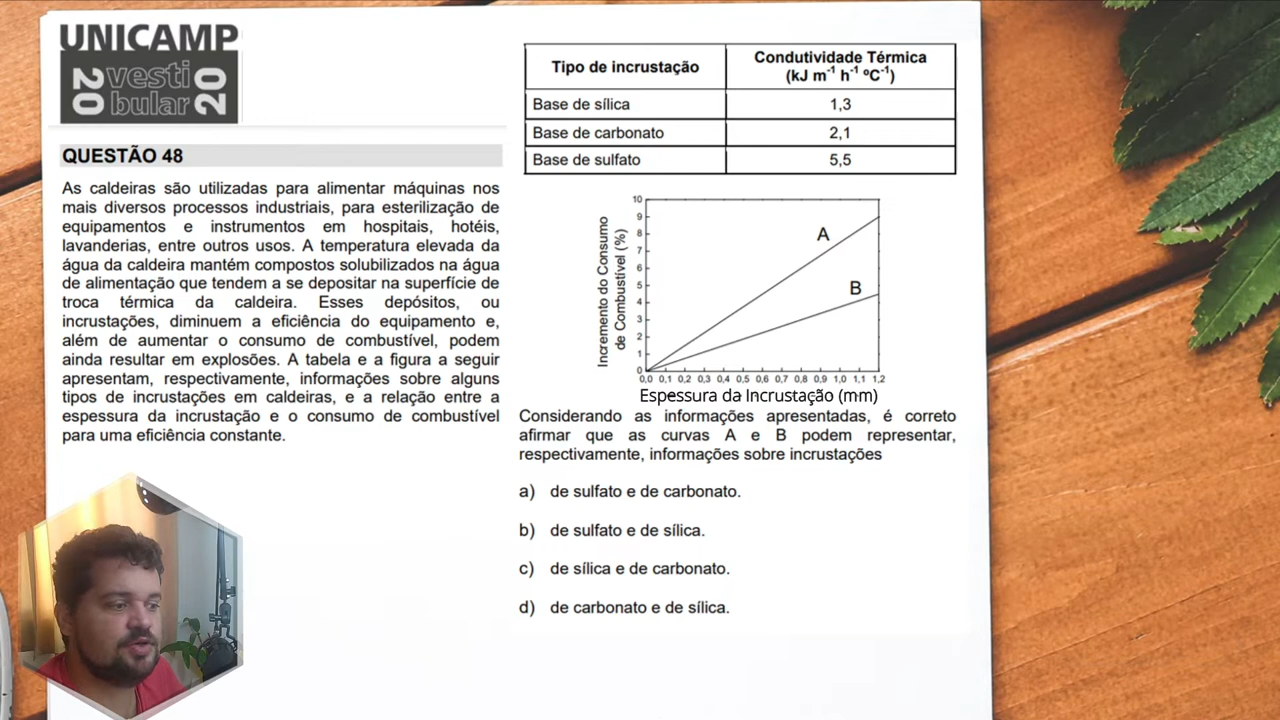 UNICAMP
20 vesti
bular 20
QUESTÃO 48
As caldeiras são utilizadas para alimentar máquinas nos
mais diversos processos industriais, para esterilização de
equipamentos e instrumentos em hospitais, hotéis,
lavanderias, entre outros usos. A temperatura elevada da
água da caldeira mantém compostos solubilizados na água
de alimentação que tendem a se depositar na superfície de
troca térmica da caldeira. Esses depósitos, ou
incrustações, diminuem a eficiência do equipamento e,
além de aumentar o consumo de combustível, podem
ainda resultar em explosões. A tabela e a figura a seguir
apresentam, respectivamente, informações sobre alguns
tipos de incrustações em caldeiras, e a relação entre a
espessura da incrustação e o consumo de combustível
para uma eficiência constante.
Tipo de incrustação
Condutividade Térmica
(kJ m⁻¹ h⁻¹ ºC⁻¹)
Base de sílica 1,3
Base de carbonato 2,1
Base de sulfato 5,5
Incremento do Consumo
de Combustível (%)
10
9
8
7
6
5
4
3
2
1
0
A
B
0,0 0,1 0,2 0,3 0,4 0,5 0,6 0,7 0,8 0,9 1,0 1,1 1,2
Espessura da Incrustação (mm)
Considerando as informações apresentadas, é correto
afirmar que as curvas A e B podem representar,
respectivamente, informações sobre incrustações
a) de sulfato e de carbonato.
b) de sulfato e de sílica.
c) de sílica e de carbonato.
d) de carbonato e de sílica.